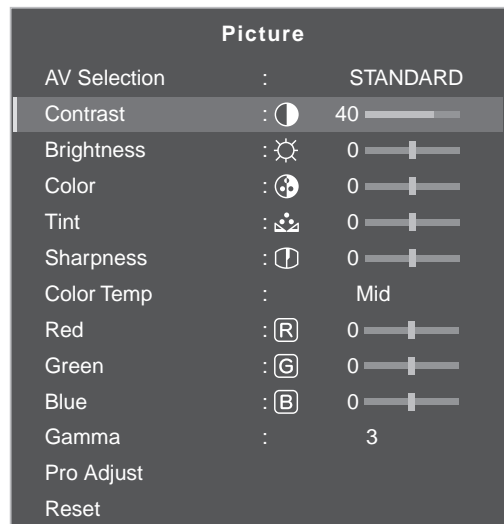 Picture
AV Selection : STANDARD
Contrast : 40
Brightness : 0
Color : 0
Tint : 0
Sharpness : 0
Color Temp : Mid
Red : R 0
Green : G 0
Blue : B 0
Gamma : 3
Pro Adjust
Reset